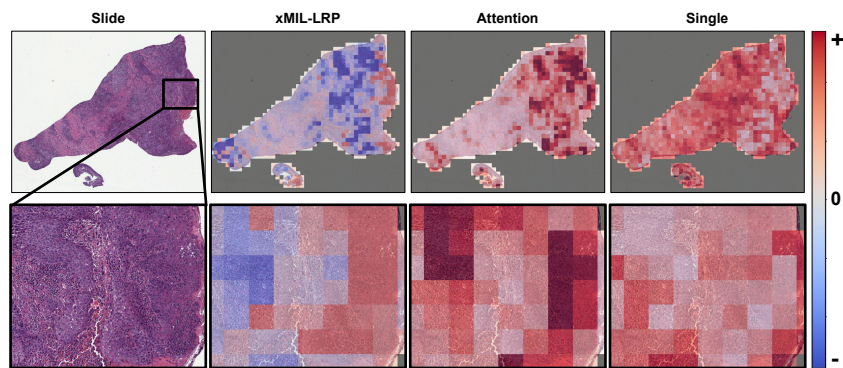 Slide
xMIL-LRP
Attention
Single
+
0
-